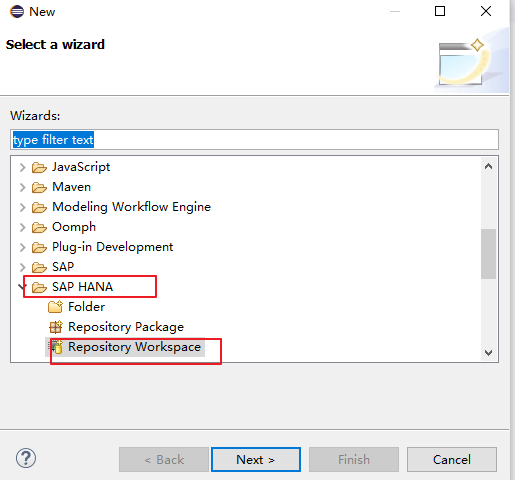 New
Select a wizard
Wizards:
type filter text
JavaScript
Maven
Modeling Workflow Engine
Oomph
Plug-in Development
SAP
SAP HANA
Folder
Repository Package
Repository Workspace
?
< Back
Next >
Finish
Cancel